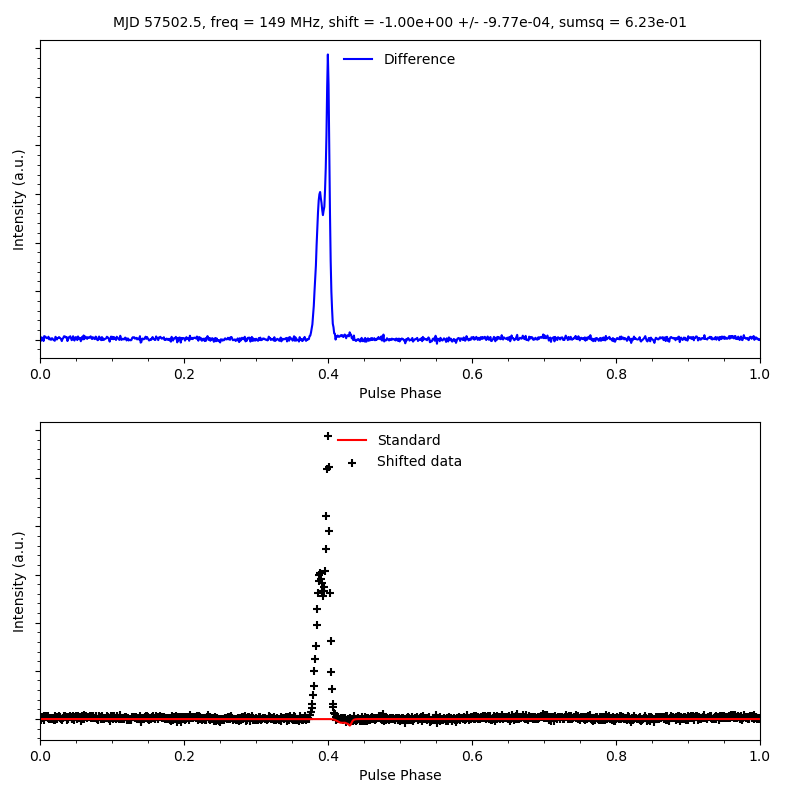 MJD 57502.5, freq = 149 MHz, shift = -1.00e+00 +/- -9.77e-04, sumsq = 6.23e-01
Difference
Intensity (a.u.)
0.0 0.2 0.4 0.6 0.8 1.0
Pulse Phase
Standard
Shifted data
Intensity (a.u.)
0.0 0.2 0.4 0.6 0.8 1.0
Pulse Phase